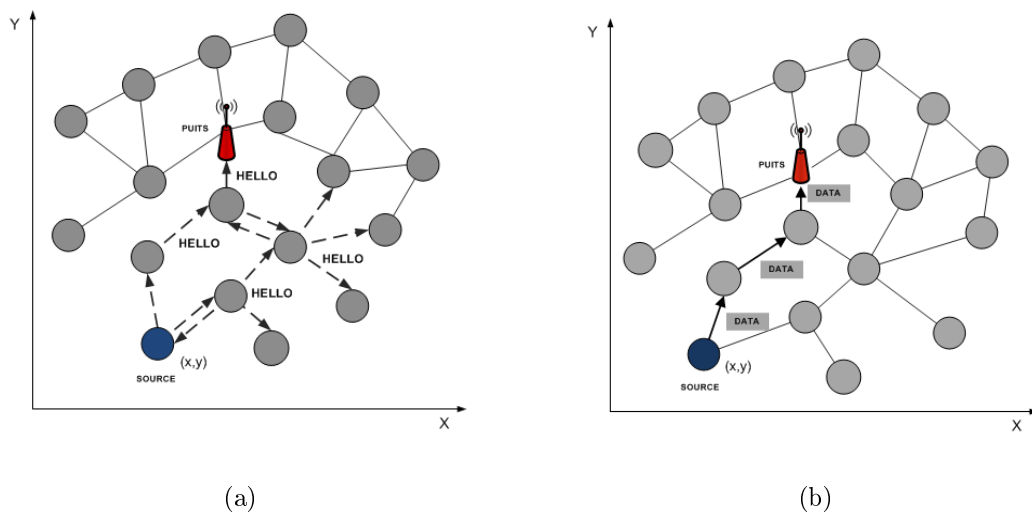 Y
PUITS
HELLO
HELLO
HELLO
HELLO
(x,y)
SOURCE
X
(a)
Y
PUITS
DATA
DATA
DATA
(x,y)
SOURCE
X
(b)